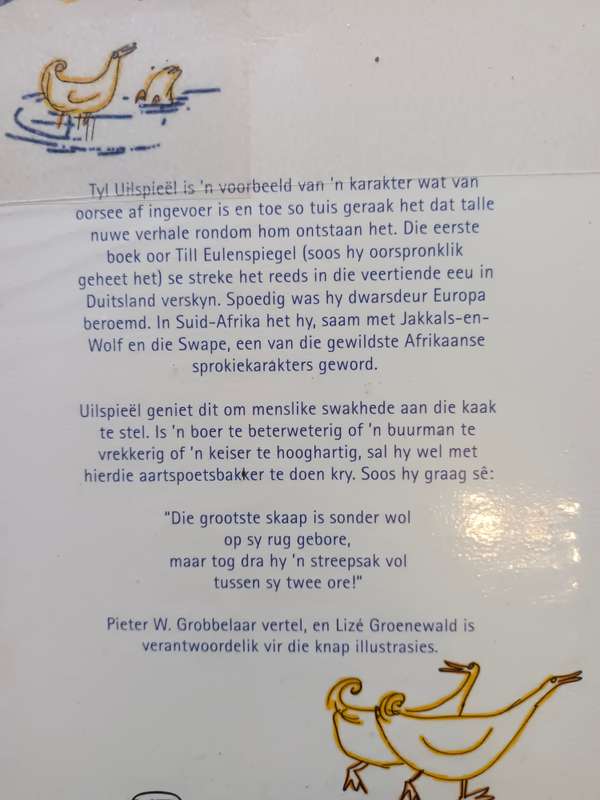 Tyl Uilspieël is 'n voorbeeld van 'n karakter wat van
oorsee af ingevoer is en toe so tuis geraak het dat talle
nuwe verhale rondom hom ontstaan het. Die eerste
boek oor Till Eulenspiegel (soos hy oorspronklik
geheet het) se streke het reeds in die veertiende eeu in
Duitsland verskyn. Spoedig was hy dwarsdeur Europa
beroemd. In Suid-Afrika het hy, saam met Jakkals-en-
Wolf en die Swape, een van die gewildste Afrikaanse
sprokiekarakters geword.
Uilspieël geniet dit om menslike swakhede aan die kaak
te stel. Is 'n boer te beterweterig of 'n buurman te
vrekkerig of 'n keiser te hooghartig, sal hy wel met
hierdie aartspoetsbakker te doen kry. Soos hy graag sê:
"Die grootste skaap is sonder wol
op sy rug gebore,
maar tog dra hy 'n streepsak vol
tussen sy twee ore!"
Pieter W. Grobbelaar vertel, en Lizé Groenewald is
verantwoordelik vir die knap illustrasies.